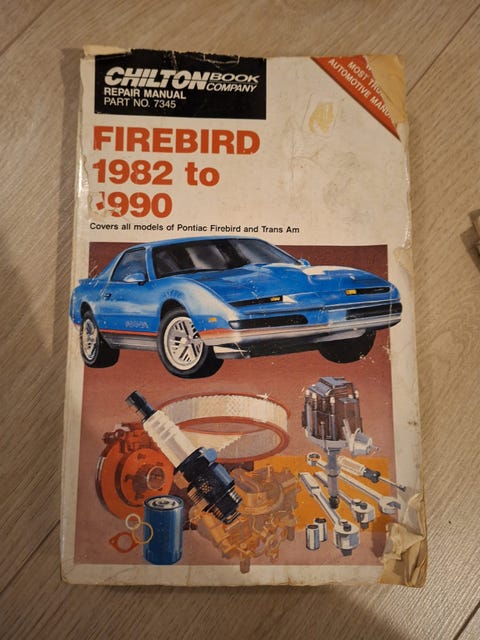 CHILTON BOOK COMPANY
REPAIR MANUAL
PART NO. 7345
MOST
AUTOMOTIVE
FIREBIRD
1982 to
1990
Covers all models of Pontiac Firebird and Trans Am